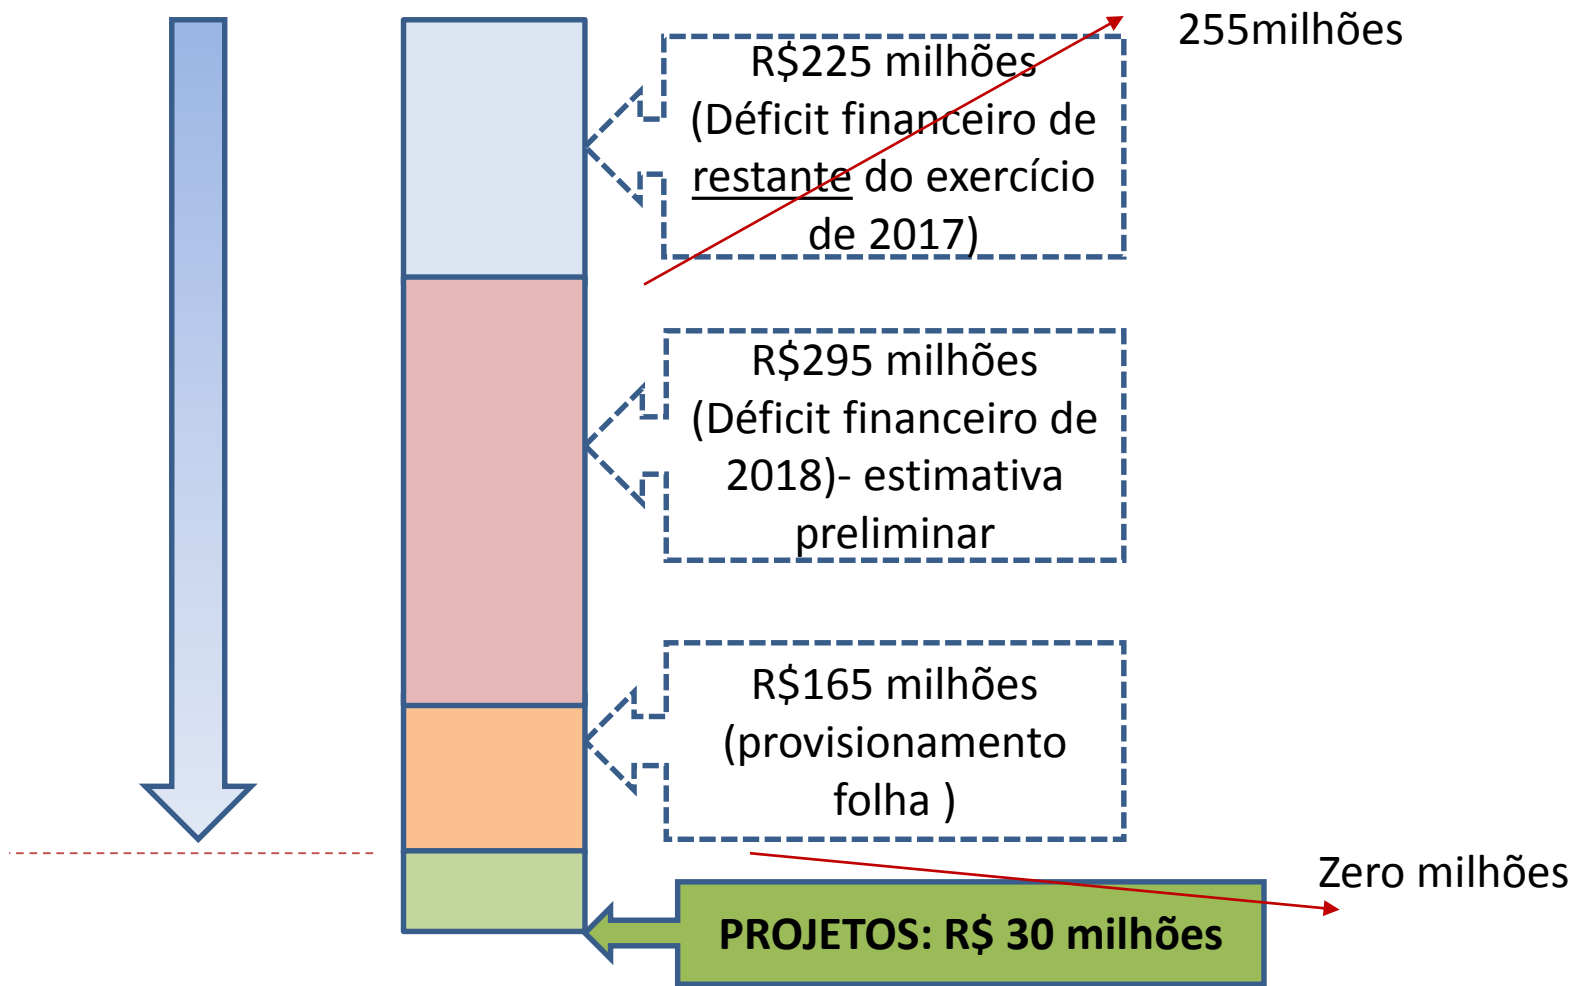 255milhões
R$225 milhões
(Déficit financeiro de
restante do exercício
de 2017)
R$295 milhões
(Déficit financeiro de
2018)- estimativa
preliminar
R$165 milhões
(provisionamento
folha )
Zero milhões
PROJETOS: R$ 30 milhões